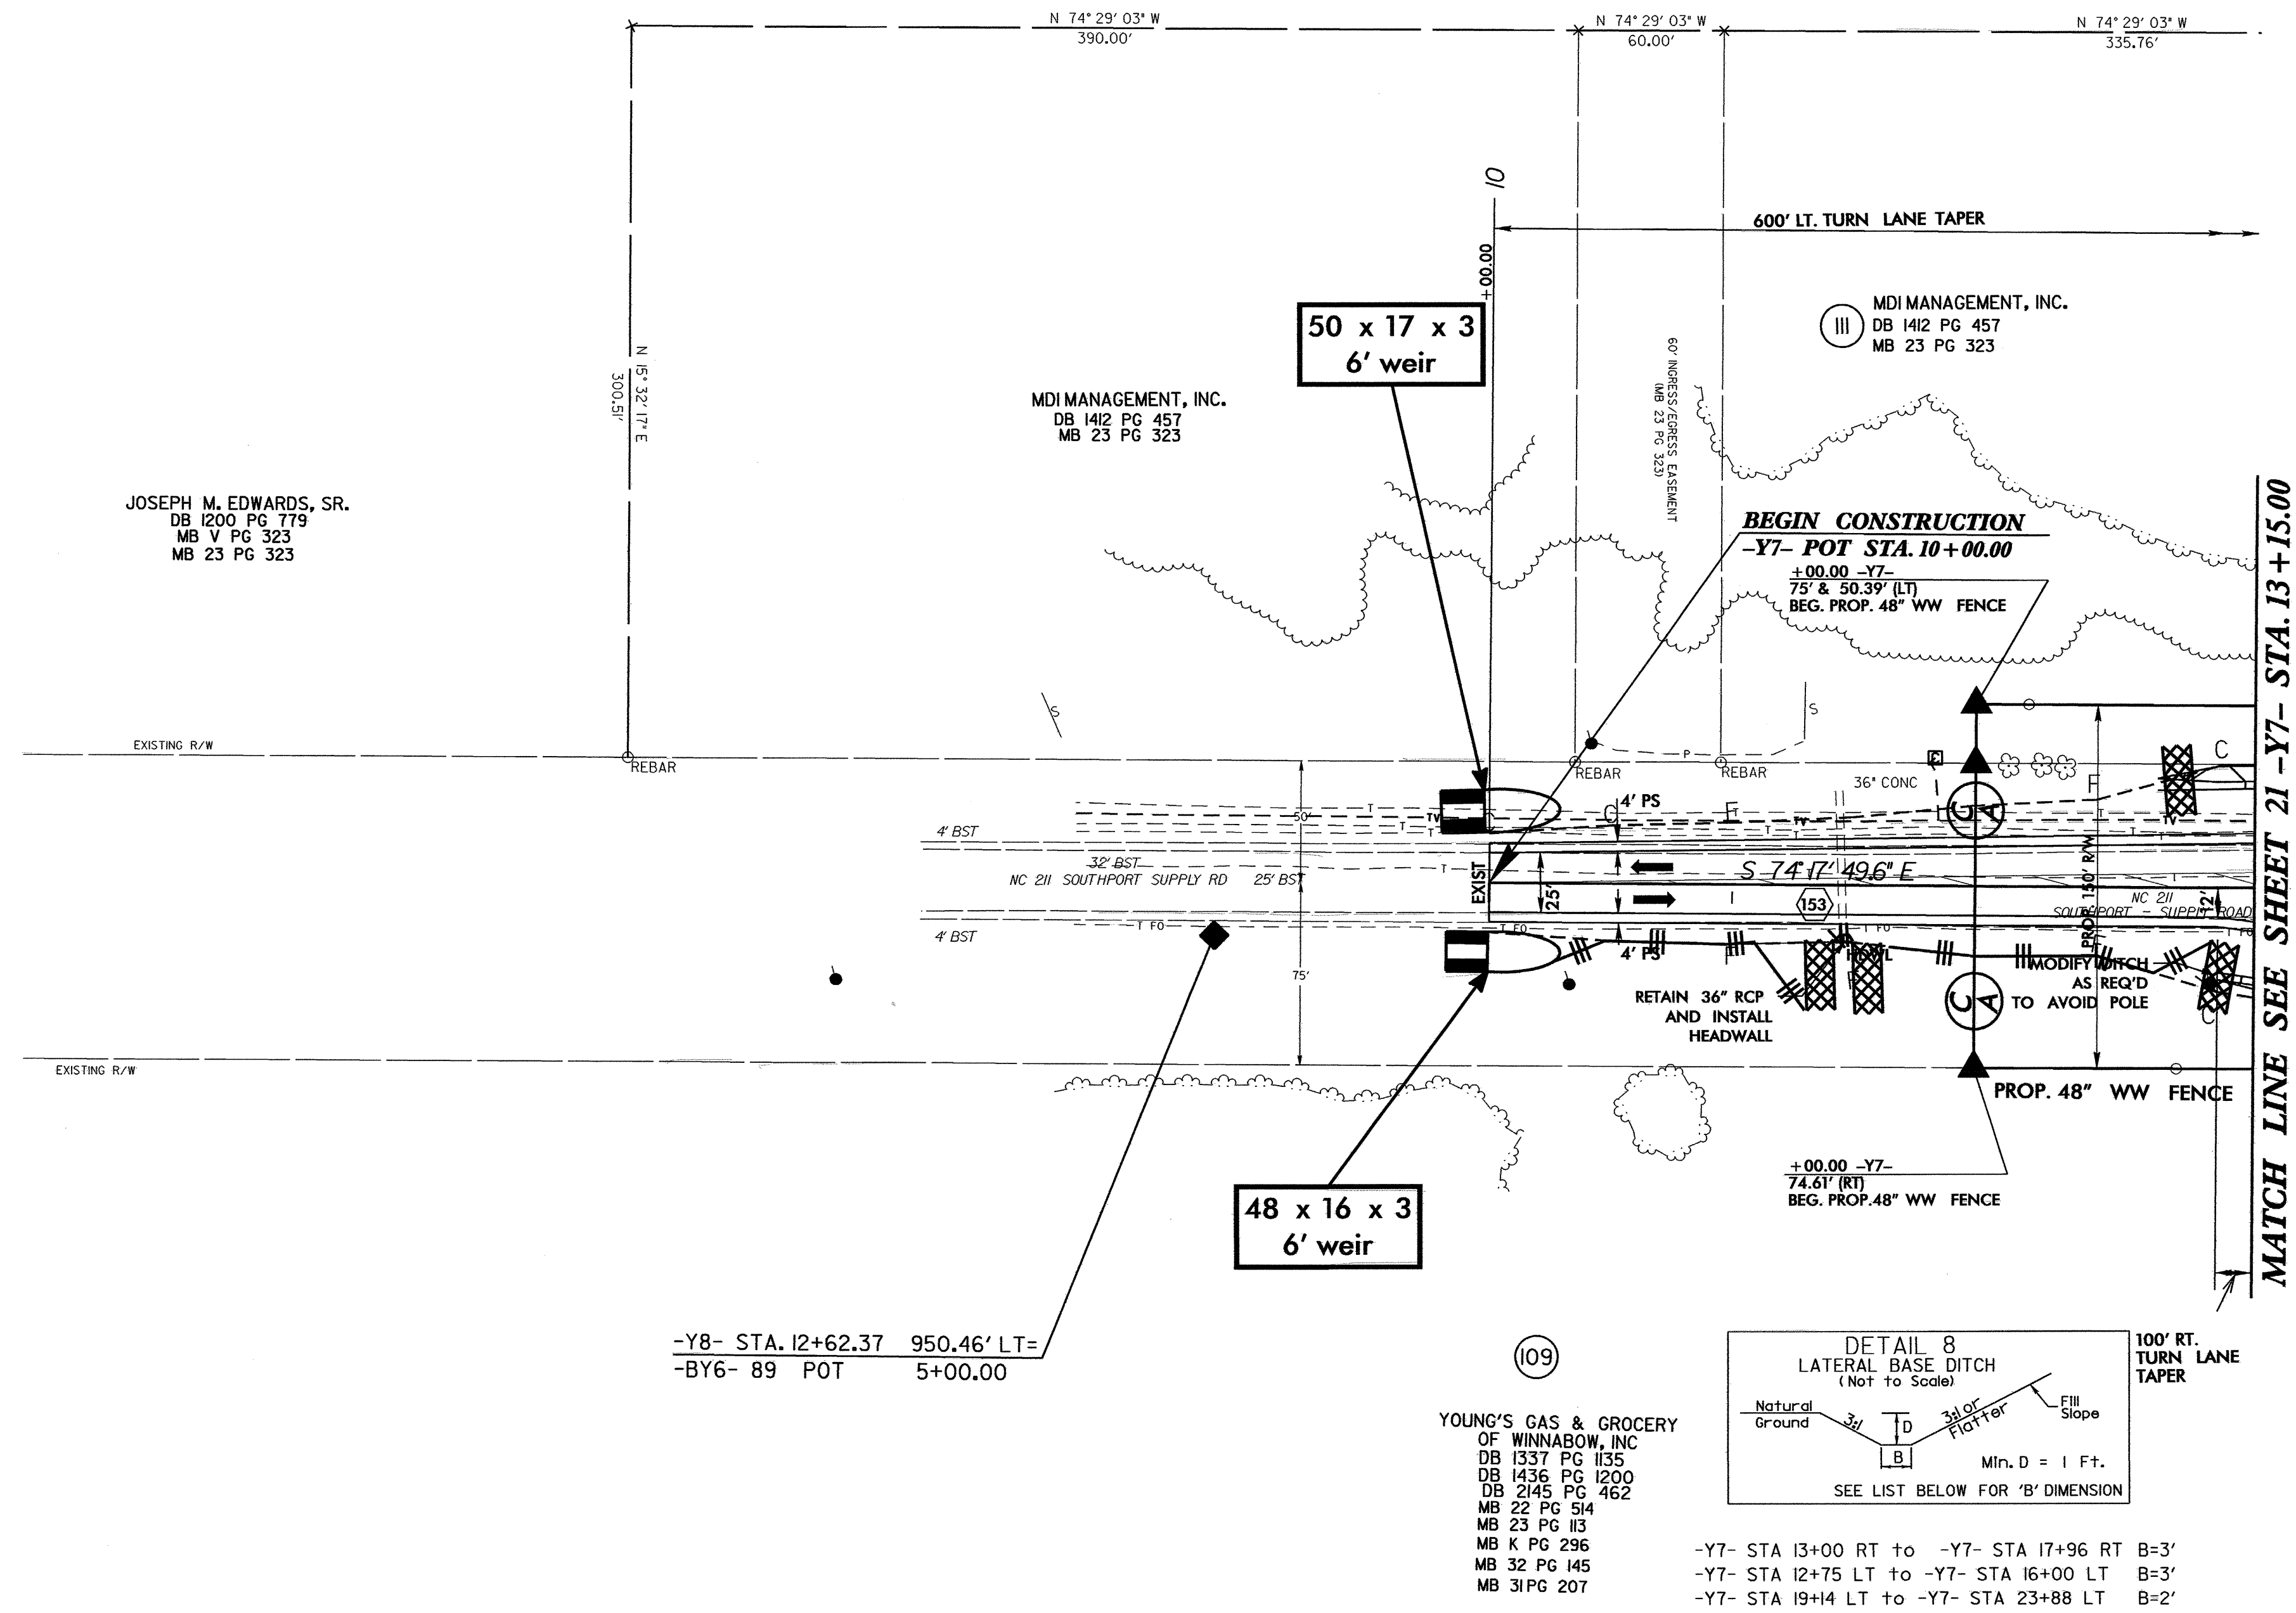 N 74° 29' 03" W
390.00'
N 74° 29' 03" W
60.00'
N 74° 29' 03" W
335.76'
10
+00.00
600' LT. TURN LANE TAPER
50 x 17 x 3
6' weir
111
MDI MANAGEMENT, INC.
DB 1412 PG 457
MB 23 PG 323
N 15° 32' 17" E
300.51'
MDI MANAGEMENT, INC.
DB 1412 PG 457
MB 23 PG 323
60' INGRESS/EGRESS EASEMENT
(MB 23 PG 323)
JOSEPH M. EDWARDS, SR.
DB 1200 PG 779
MB V PG 323
MB 23 PG 323
BEGIN CONSTRUCTION
-Y7- POT STA. 10+00.00
+00.00 -Y7-
75' & 50.39' (LT)
BEG. PROP. 48" WW FENCE
MATCH LINE SEE SHEET 21 -Y7- STA. 13+15.00
S
S
P
EXISTING R/W
REBAR
REBAR
REBAR
36" CONC
C
C
F
4' PS
C
F
C
A
50'
T
TV
T
T
T
TV
T
T
T
TV
T
4' BST
32' BST
NC 211 SOUTHPORT SUPPLY RD
25' BST
T
EXIST
25'
S 74° 17' 49.6" E
153
PROP. 150' R/W
12'
NC 211
SOUTHPORT - SUPPLY ROAD
4' BST
T FO
T FO
T FO
T FO
75'
4' PS
F
HDWL
F
F
RETAIN 36" RCP
AND INSTALL
HEADWALL
C
A
MODIFY DITCH
AS REQ'D
TO AVOID POLE
C
EXISTING R/W
PROP. 48" WW FENCE
+00.00 -Y7-
74.61' (RT)
BEG. PROP. 48" WW FENCE
48 x 16 x 3
6' weir
-Y8- STA. 12+62.37 950.46' LT=
-BY6- 89 POT 5+00.00
109
YOUNG'S GAS & GROCERY
OF WINNABOW, INC
DB 1337 PG 1135
DB 1436 PG 1200
DB 2145 PG 462
MB 22 PG 514
MB 23 PG 113
MB K PG 296
MB 32 PG 145
MB 31 PG 207
100' RT.
TURN LANE
TAPER
DETAIL 8
LATERAL BASE DITCH
(Not to Scale)
Natural
Ground
3:1
D
3:1 or
Flatter
Fill
Slope
B
Min. D = 1 Ft.
SEE LIST BELOW FOR 'B' DIMENSION
-Y7- STA 13+00 RT to -Y7- STA 17+96 RT B=3'
-Y7- STA 12+75 LT to -Y7- STA 16+00 LT B=3'
-Y7- STA 19+14 LT to -Y7- STA 23+88 LT B=2'